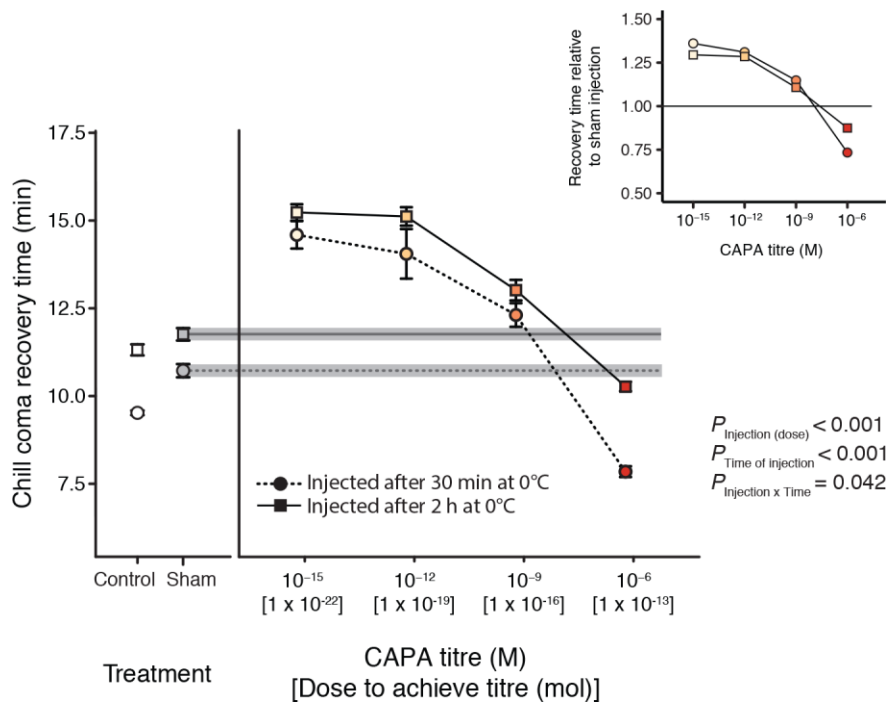 1.50
1.25
1.00
0.75
0.50
Recovery time relative
to sham injection
10⁻¹⁵
10⁻¹²
10⁻⁹
10⁻⁶
CAPA titre (M)
17.5
15.0
12.5
10.0
7.5
Chill coma recovery time (min)
Injected after 30 min at 0°C
Injected after 2 h at 0°C
P Injection (dose) < 0.001
P Time of injection < 0.001
P Injection x Time = 0.042
Control
Sham
10⁻¹⁵
[1 x 10⁻²²]
10⁻¹²
[1 x 10⁻¹⁹]
10⁻⁹
[1 x 10⁻¹⁶]
10⁻⁶
[1 x 10⁻¹³]
Treatment
CAPA titre (M)
[Dose to achieve titre (mol)]